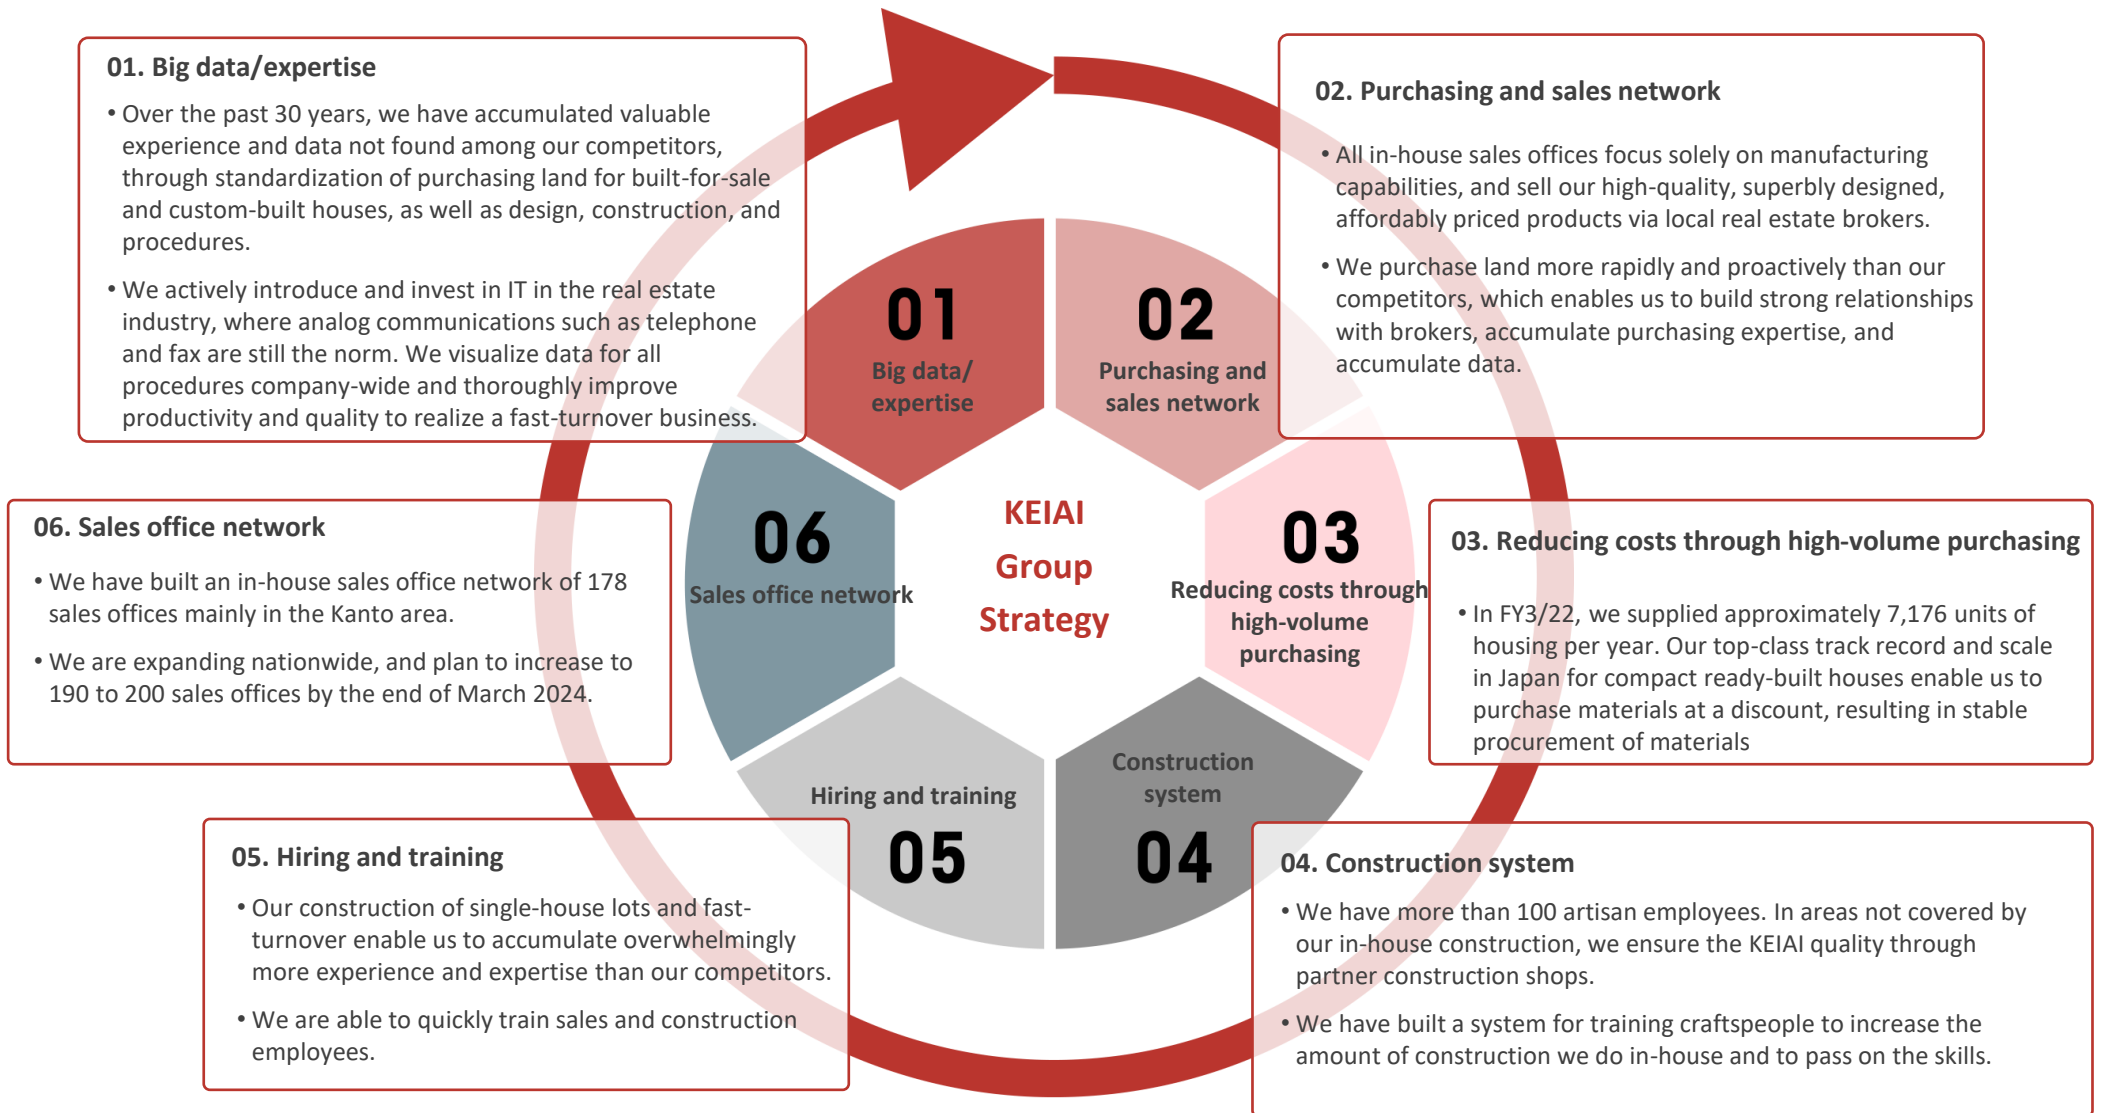 01. Big data/expertise
• Over the past 30 years, we have accumulated valuable
experience and data not found among our competitors,
through standardization of purchasing land for built-for-sale
and custom-built houses, as well as design, construction, and
procedures.
• We actively introduce and invest in IT in the real estate
industry, where analog communications such as telephone
and fax are still the norm. We visualize data for all
procedures company-wide and thoroughly improve
productivity and quality to realize a fast-turnover business.
02. Purchasing and sales network
• All in-house sales offices focus solely on manufacturing
capabilities, and sell our high-quality, superbly designed,
affordably priced products via local real estate brokers.
• We purchase land more rapidly and proactively than our
competitors, which enables us to build strong relationships
with brokers, accumulate purchasing expertise, and
accumulate data.
01
Big data/
expertise
02
Purchasing and
sales network
06. Sales office network
• We have built an in-house sales office network of 178
sales offices mainly in the Kanto area.
• We are expanding nationwide, and plan to increase to
190 to 200 sales offices by the end of March 2024.
06
Sales office network
KEIAI
Group
Strategy
03
Reducing costs through
high-volume
purchasing
03. Reducing costs through high-volume purchasing
• In FY3/22, we supplied approximately 7,176 units of
housing per year. Our top-class track record and scale
in Japan for compact ready-built houses enable us to
purchase materials at a discount, resulting in stable
procurement of materials
Hiring and training
05
Construction
system
04
05. Hiring and training
• Our construction of single-house lots and fast-
turnover enable us to accumulate overwhelmingly
more experience and expertise than our competitors.
• We are able to quickly train sales and construction
employees.
04. Construction system
• We have more than 100 artisan employees. In areas not covered by
our in-house construction, we ensure the KEIAI quality through
partner construction shops.
• We have built a system for training craftspeople to increase the
amount of construction we do in-house and to pass on the skills.